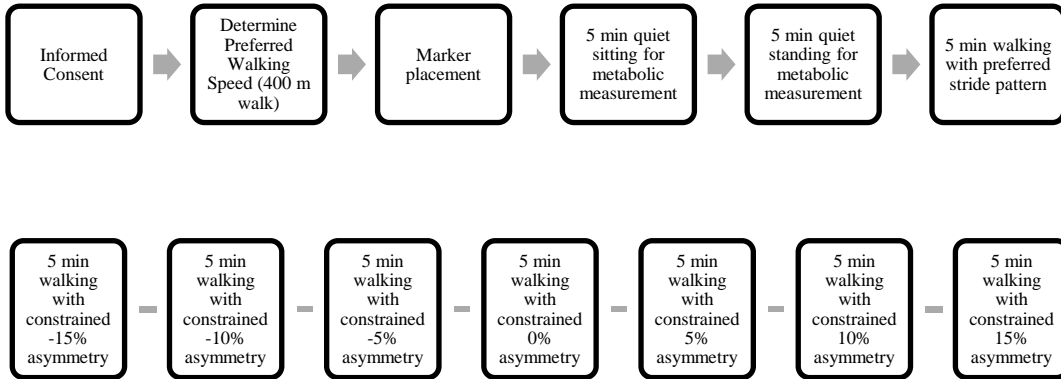 Informed
Consent
Determine
Preferred
Walking
Speed (400 m
walk)
Marker
placement
5 min quiet
sitting for
metabolic
measurement
5 min quiet
standing for
metabolic
measurement
5 min walking
with preferred
stride pattern
5 min
walking
with
constrained
-15%
asymmetry
5 min
walking
with
constrained
-10%
asymmetry
5 min
walking
with
constrained
-5%
asymmetry
5 min
walking
with
constrained
0%
asymmetry
5 min
walking
with
constrained
5%
asymmetry
5 min
walking
with
constrained
10%
asymmetry
5 min
walking
with
constrained
15%
asymmetry